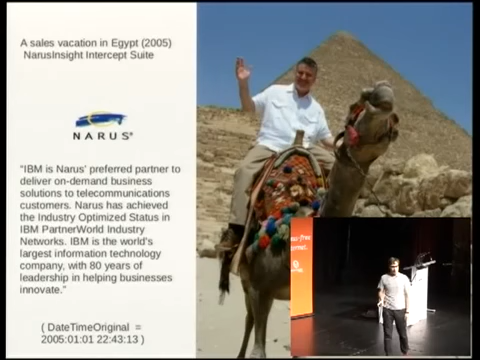 A sales vacation in Egypt (2005)
NarusInsight Intercept Suite
NARUS®
"IBM is Narus' preferred partner to
deliver on-demand business
solutions to telecommunications
customers. Narus has achieved
the Industry Optimized Status in
IBM PartnerWorld Industry
Networks. IBM is the world's
largest information technology
company, with 80 years of
leadership in helping businesses
innovate."
( DateTimeOriginal =
2005:01:01 22:43:13 )